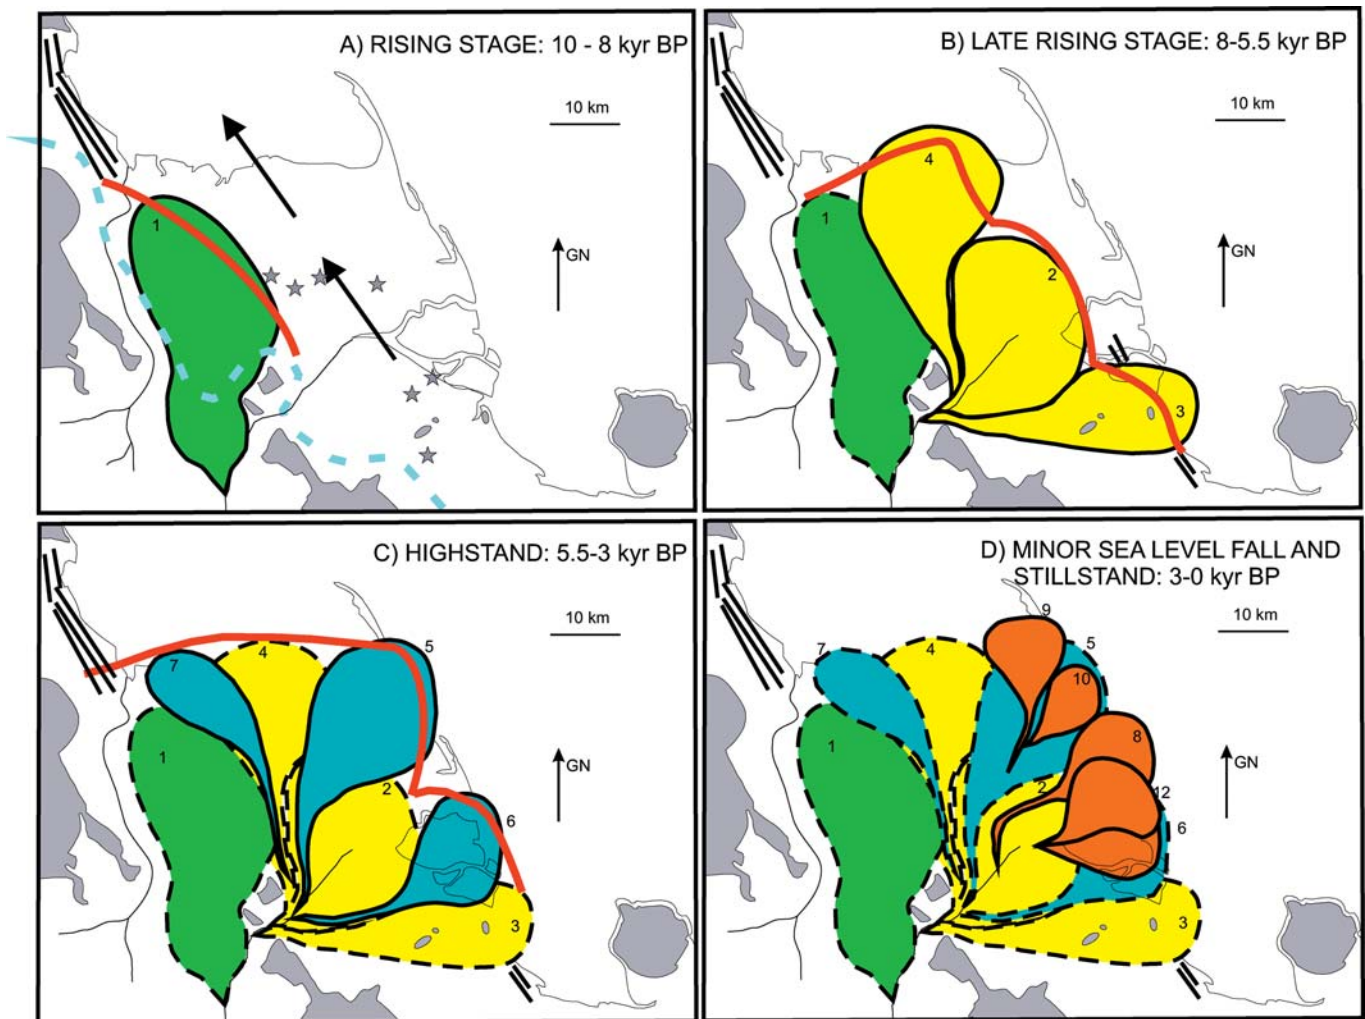 A) RISING STAGE: 10 - 8 kyr BP
10 km
1
GN
B) LATE RISING STAGE: 8-5.5 kyr BP
10 km
4
1
GN
2
3
C) HIGHSTAND: 5.5-3 kyr BP
10 km
5
4
7
1
GN
2
6
3
D) MINOR SEA LEVEL FALL AND
STILLSTAND: 3-0 kyr BP
10 km
9
5
7
4
10
8
1
GN
2
12
6
3